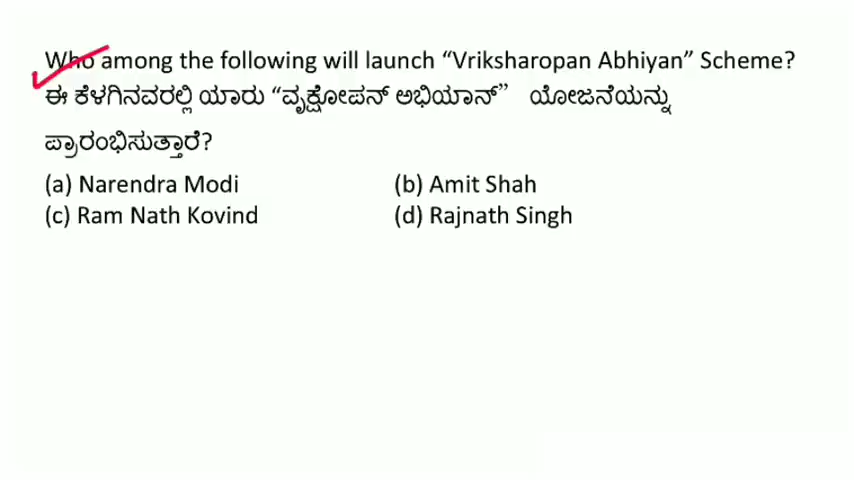 Who among the following will launch “Vriksharopan Abhiyan” Scheme?
ಈ ಕೆಳಗಿನವರಲ್ಲಿ ಯಾರು “ವೃಕ್ಷೋಪನ್ ಅಭಿಯಾನ್” ಯೋಜನೆಯನ್ನು
ಪ್ರಾರಂಭಿಸುತ್ತಾರೆ?
(a) Narendra Modi (b) Amit Shah
(c) Ram Nath Kovind (d) Rajnath Singh